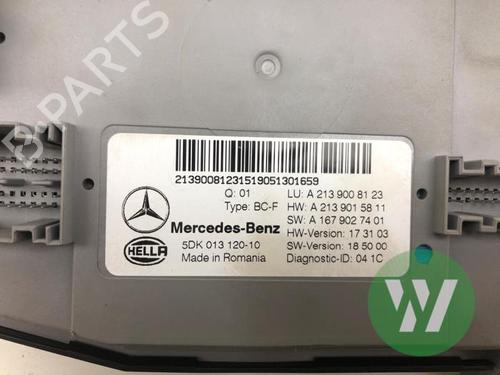 B-PARTS
21390081231519051301659
Q: 01 LU: A 213 900 81 23
Type: BC-F HW: A 213 901 58 11
Mercedes-Benz SW: A 167 902 74 01
HELLA 5DK 013 120-10 HW-Version: 17 31 03
Made in Romania SW-Version: 18 50 00
Diagnostic-ID: 04 1C
W